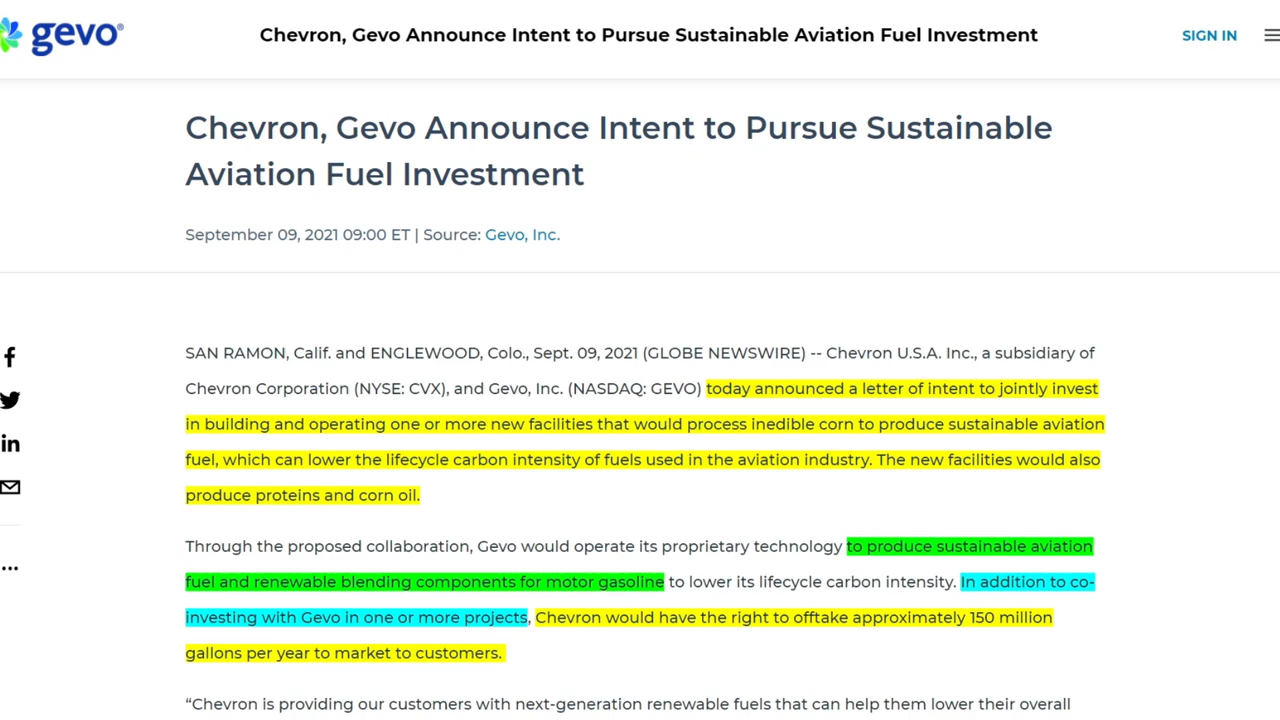 gevo®
Chevron, Gevo Announce Intent to Pursue Sustainable Aviation Fuel Investment
SIGN IN
Chevron, Gevo Announce Intent to Pursue Sustainable
Aviation Fuel Investment
September 09, 2021 09:00 ET | Source: Gevo, Inc.
SAN RAMON, Calif. and ENGLEWOOD, Colo., Sept. 09, 2021 (GLOBE NEWSWIRE) -- Chevron U.S.A. Inc., a subsidiary of
Chevron Corporation (NYSE: CVX), and Gevo, Inc. (NASDAQ: GEVO) today announced a letter of intent to jointly invest
in building and operating one or more new facilities that would process inedible corn to produce sustainable aviation
fuel, which can lower the lifecycle carbon intensity of fuels used in the aviation industry. The new facilities would also
produce proteins and corn oil.
Through the proposed collaboration, Gevo would operate its proprietary technology to produce sustainable aviation
fuel and renewable blending components for motor gasoline to lower its lifecycle carbon intensity. In addition to co-
investing with Gevo in one or more projects, Chevron would have the right to offtake approximately 150 million
gallons per year to market to customers.
“Chevron is providing our customers with next-generation renewable fuels that can help them lower their overall